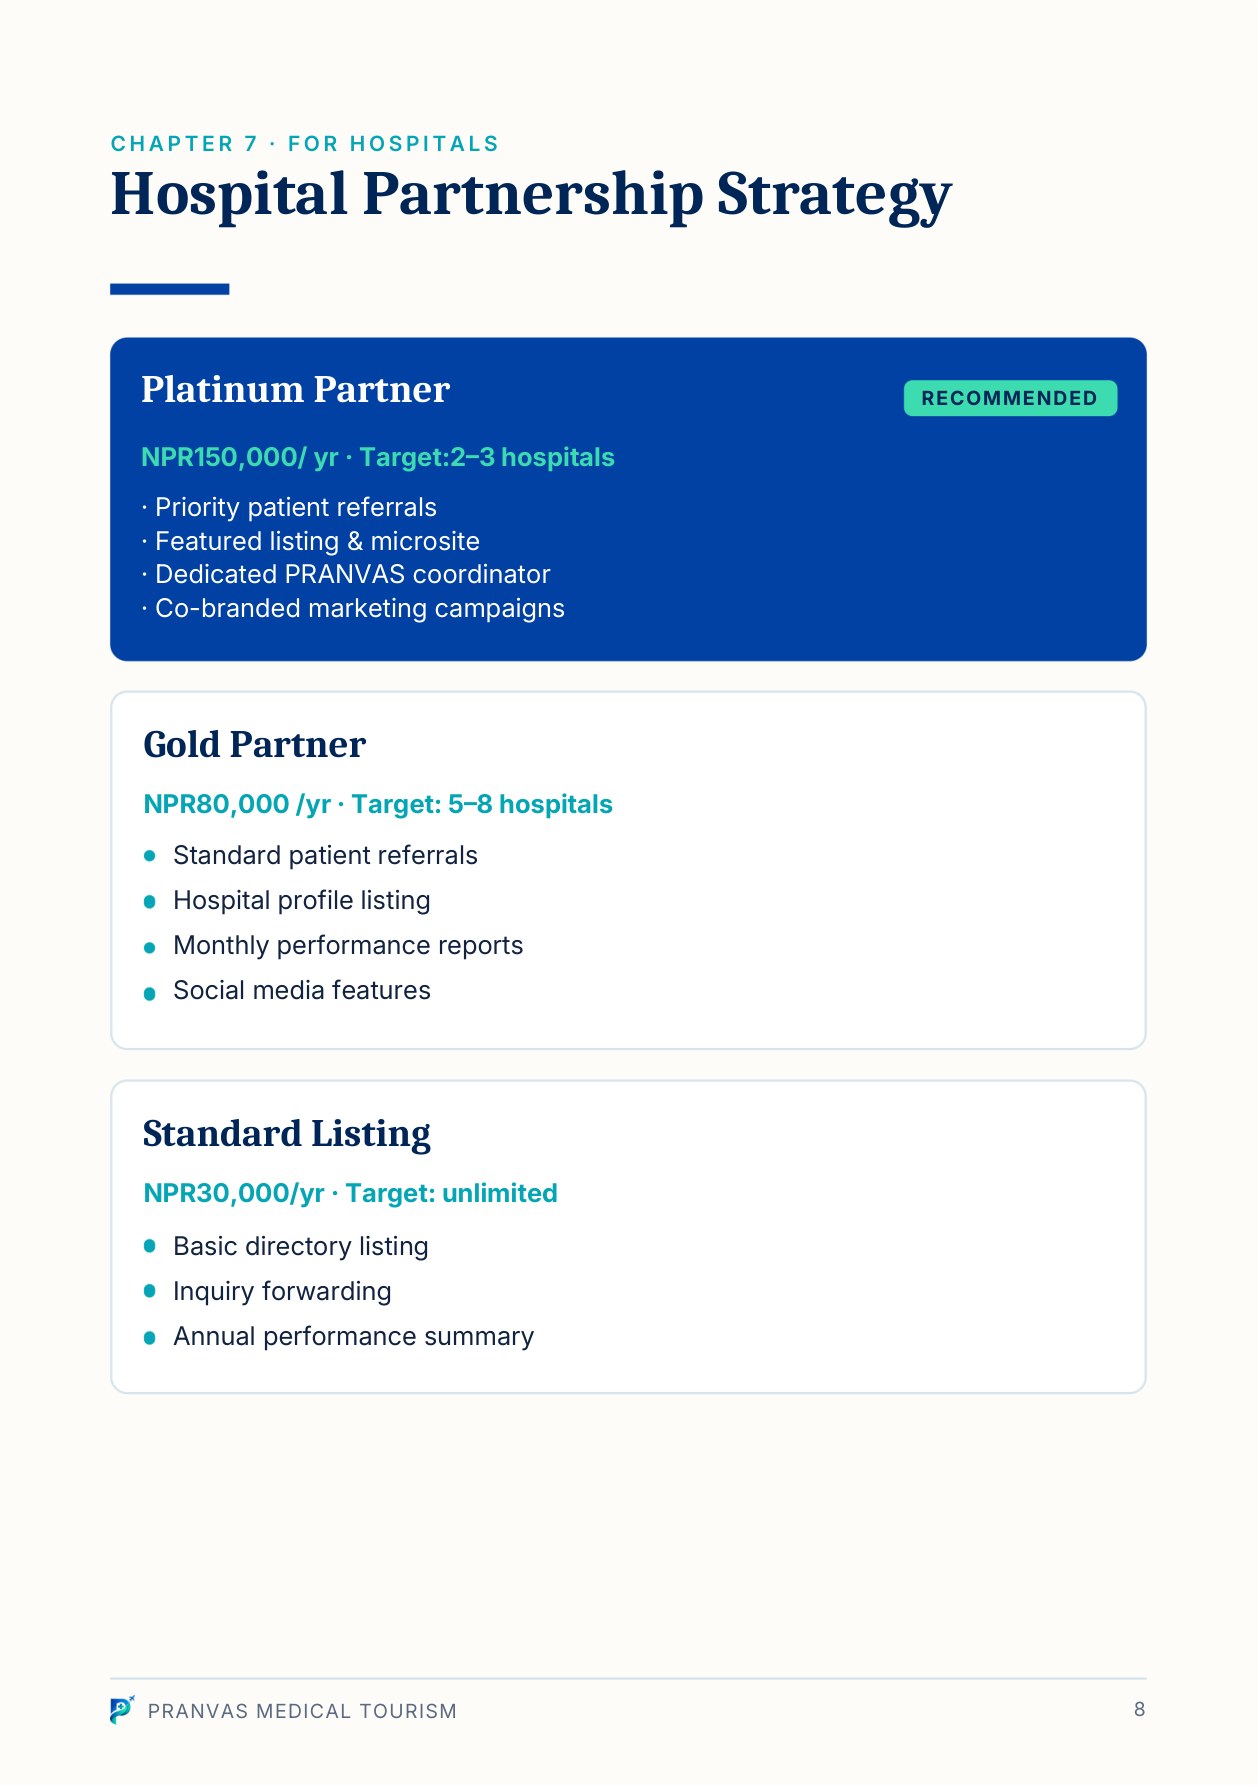 CHAPTER 7 · FOR HOSPITALS
Hospital Partnership Strategy
Platinum Partner
RECOMMENDED
NPR150,000/ yr · Target:2–3 hospitals
· Priority patient referrals
· Featured listing & microsite
· Dedicated PRANVAS coordinator
· Co-branded marketing campaigns
Gold Partner
NPR80,000 /yr · Target: 5–8 hospitals
● Standard patient referrals
● Hospital profile listing
● Monthly performance reports
● Social media features
Standard Listing
NPR30,000/yr · Target: unlimited
● Basic directory listing
● Inquiry forwarding
● Annual performance summary
PRANVAS MEDICAL TOURISM
8